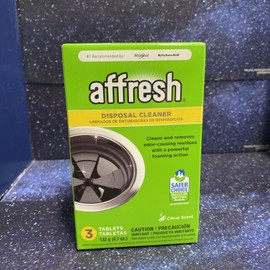 #1 Recommended by
Whirlpool
KitchenAid
affresh
DISPOSAL CLEANER
LIMPIADOR DE TRITURADORES DE DESPERDICIOS
Cleans and removes
odor-causing residues
with a powerful
foaming action
SAFER
CHOICE
Citrus Scent
3 TABLETS
TABLETAS
132 g (4.7 oz.)
CAUTION / PRECAUCIÓN
IRRITANT / PRODUCTO IRRITANTE